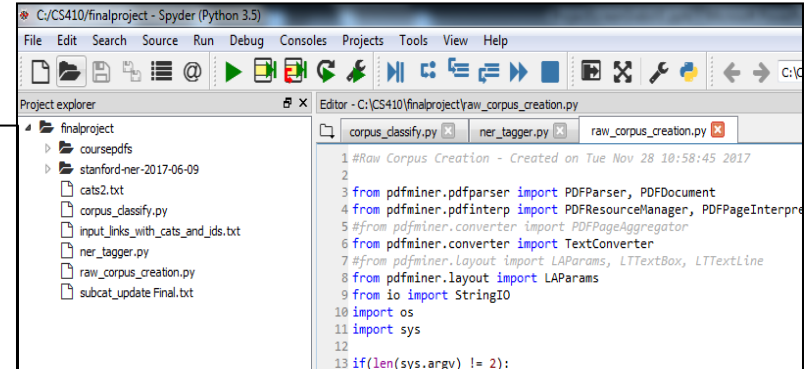 C:/CS410/finalproject - Spyder (Python 3.5)
File Edit Search Source Run Debug Consoles Projects Tools View Help
C:\C
Project explorer
Editor - C:\CS410\finalproject\raw_corpus_creation.py
finalproject
coursepdfs
stanford-ner-2017-06-09
cats2.txt
corpus_classify.py
input_links_with_cats_and_ids.txt
ner_tagger.py
raw_corpus_creation.py
subcat_update Final.txt
corpus_classify.py ner_tagger.py raw_corpus_creation.py
1 #Raw Corpus Creation - Created on Tue Nov 28 10:58:45 2017
2
3 from pdfminer.pdfparser import PDFParser, PDFDocument
4 from pdfminer.pdfinterp import PDFResourceManager, PDFPageInterpre
5 #from pdfminer.converter import PDFPageAggregator
6 from pdfminer.converter import TextConverter
7 #from pdfminer.layout import LAParams, LTTextBox, LTTextLine
8 from pdfminer.layout import LAParams
9 from io import StringIO
10 import os
11 import sys
12
13 if(len(sys.argv) != 2):